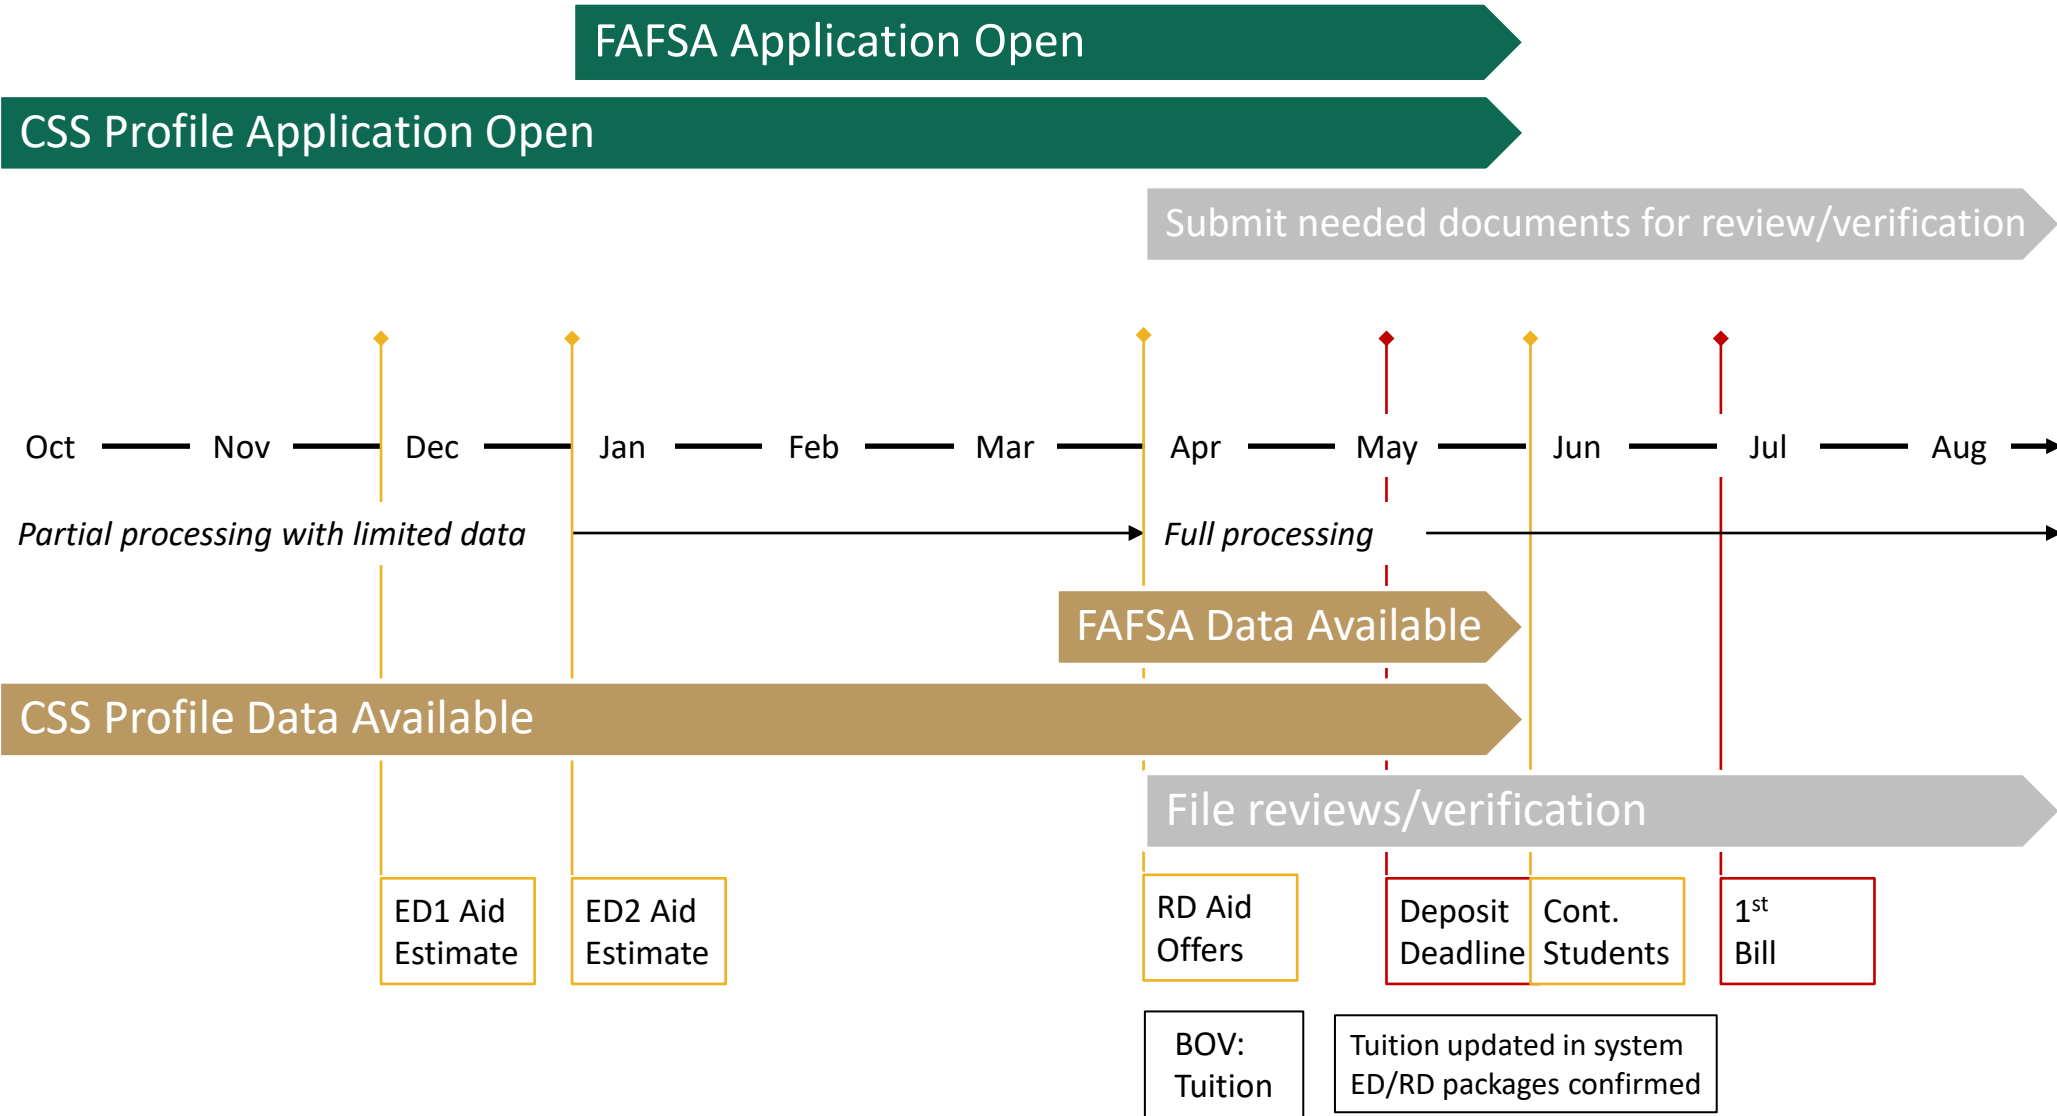 FAFSA Application Open
CSS Profile Application Open
Submit needed documents for review/verification
Oct Nov Dec Jan Feb Mar Apr May Jun Jul Aug
Partial processing with limited data
Full processing
FAFSA Data Available
CSS Profile Data Available
File reviews/verification
ED1 Aid
Estimate
ED2 Aid
Estimate
RD Aid
Offers
Deposit
Deadline
Cont.
Students
1st
Bill
BOV:
Tuition
Tuition updated in system
ED/RD packages confirmed